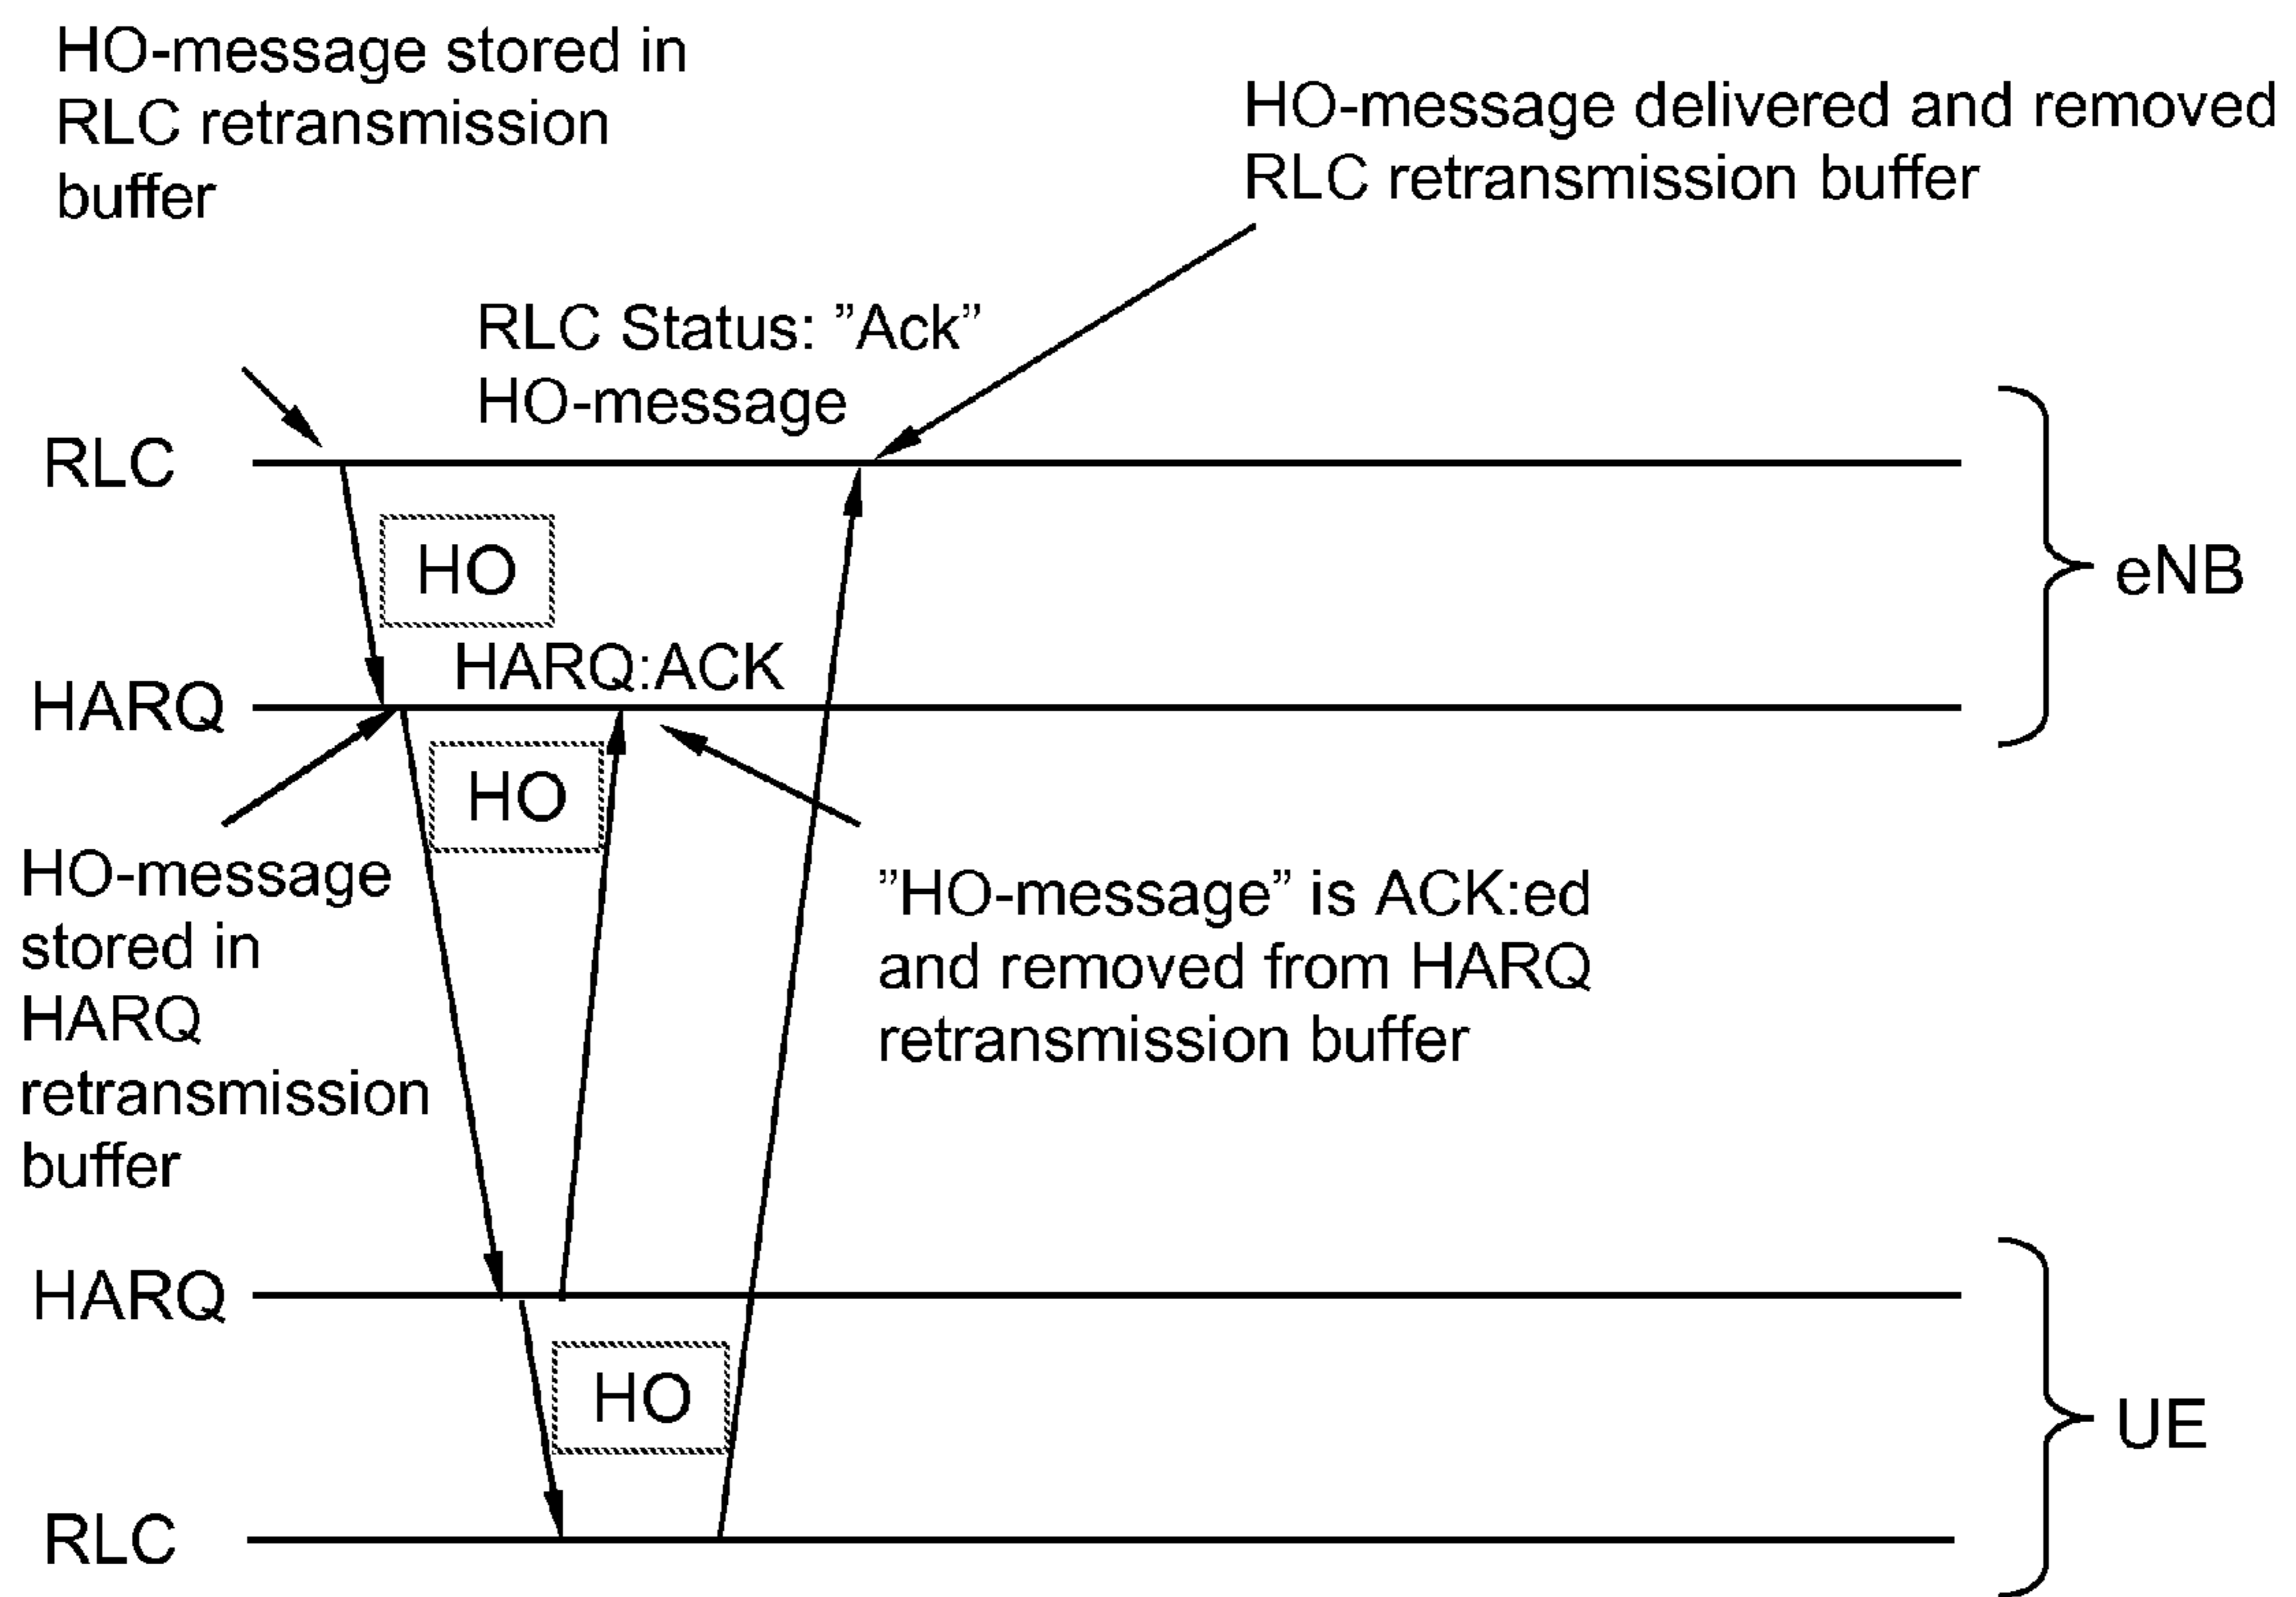 HO-message stored in
RLC retransmission
buffer
HO-message delivered and removed
RLC retransmission buffer
RLC Status: ”Ack”
HO-message
RLC
HO
eNB
HARQ:ACK
HARQ
HO
HO-message
stored in
HARQ
retransmission
buffer
”HO-message” is ACK:ed
and removed from HARQ
retransmission buffer
HARQ
HO
UE
RLC